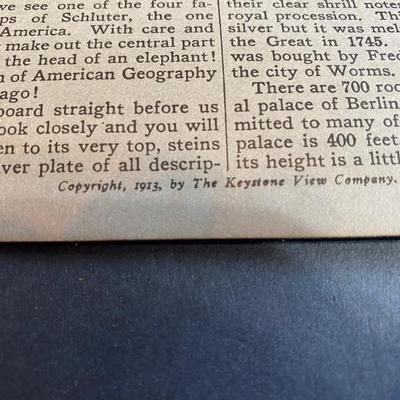 ve see one of the four fa-
ps of Schluter, the one
America. With care and
make out the central part
the head of an elephant!
n of American Geography
ago!
board straight before us
ook closely and you will
en to its very top, steins
ver plate of all descrip-
their clear shrill notes
royal procession. Thi
silver but it was mel
the Great in 1745.
was bought by Fred
the city of Worms.
There are 700 roo
al palace of Berlin
mitted to many of
palace is 400 feet
its height is a littl
Copyright, 1913, by The Keystone View Company.